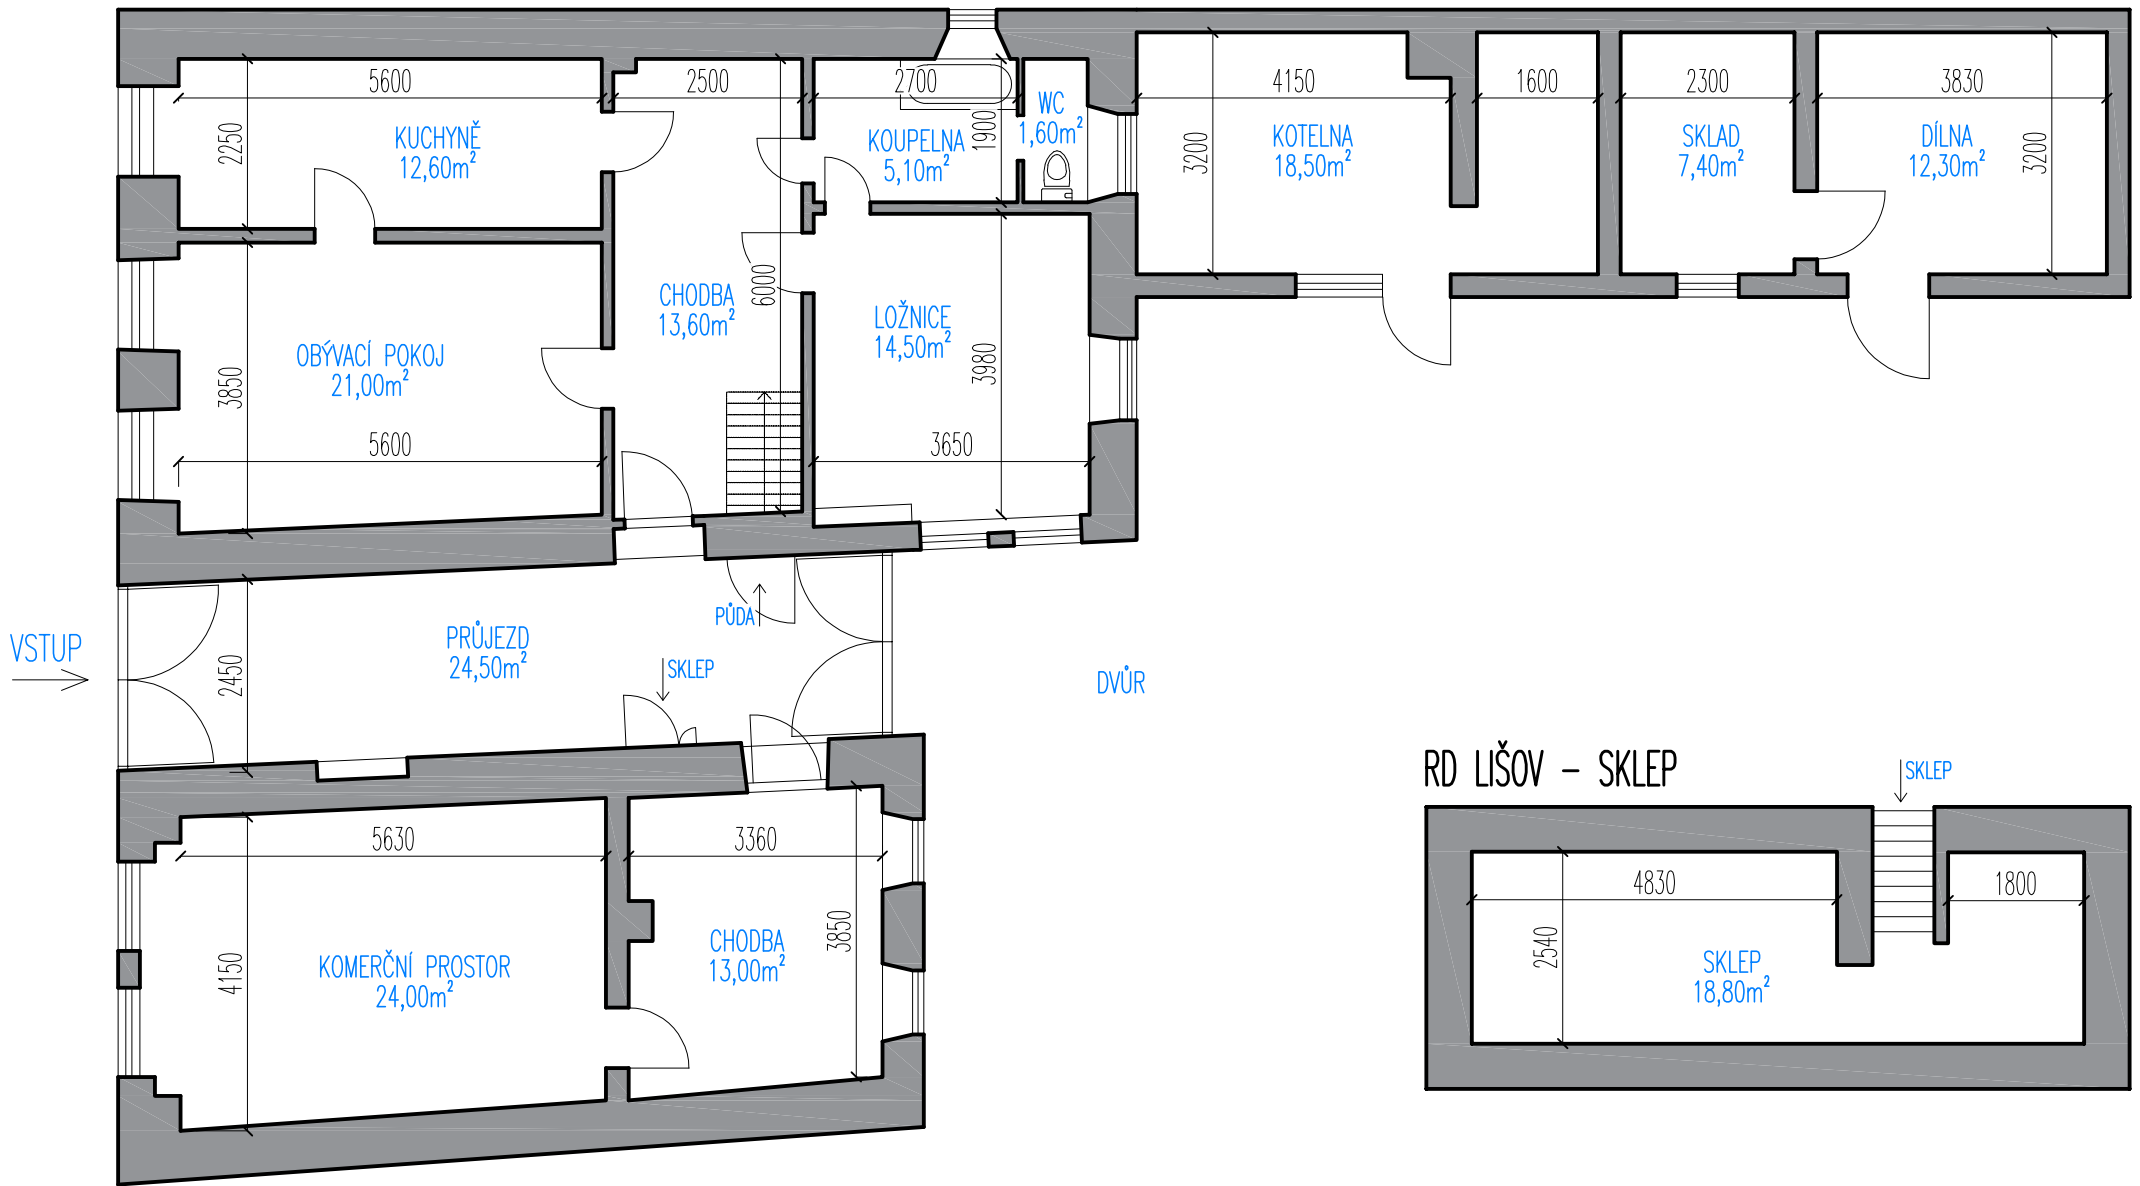 5600
2500
2700
4150
1600
2300
3830
2250
KUCHYNĚ
12,60m²
KOUPELNA
5,10m²
1900
WC
1,60m²
3200
KOTELNA
18,50m²
SKLAD
7,40m²
DÍLNA
12,30m²
3200
OBÝVACÍ POKOJ
21,00m²
3850
5600
CHODBA
13,60m²
6000
LOŽNICE
14,50m²
3980
3650
VSTUP
PRŮJEZD
24,50m²
2450
PŮDA
SKLEP
DVŮR
5630
3360
4150
KOMERČNÍ PROSTOR
24,00m²
CHODBA
13,00m²
3850
RD LIŠOV – SKLEP
SKLEP
4830
1800
2540
SKLEP
18,80m²